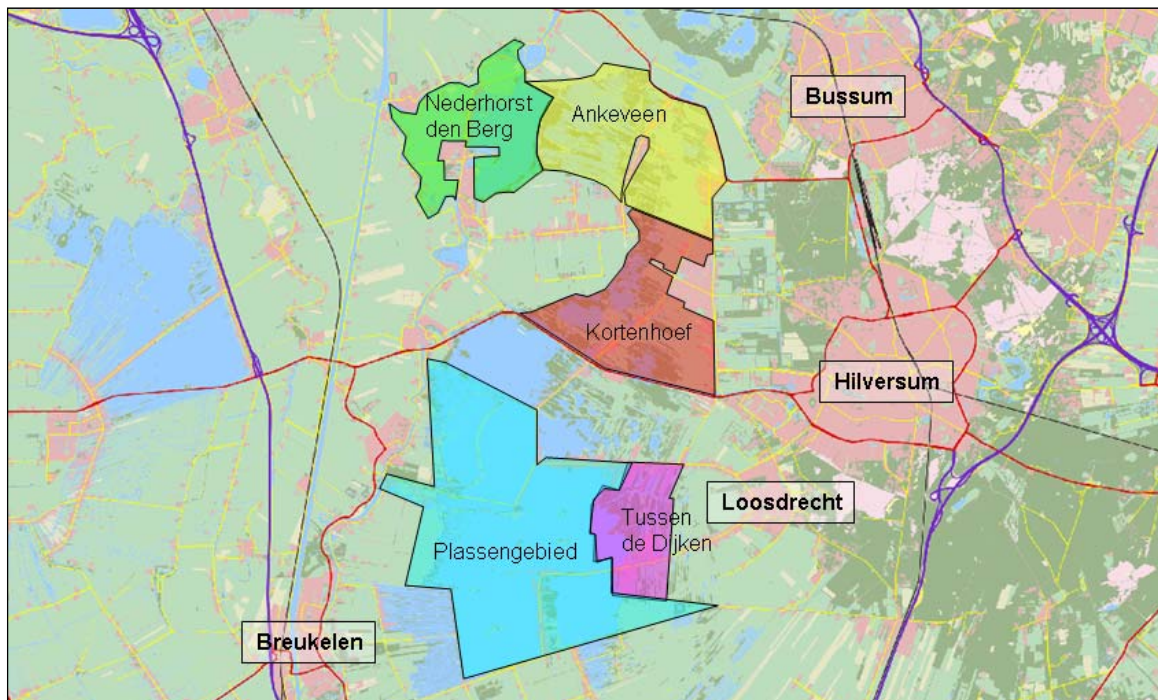 Bussum
Nederhorst
den Berg
Ankeveen
Kortenhoef
Hilversum
Loosdrecht
Tussen
de Dijken
Plassengebied
Breukelen